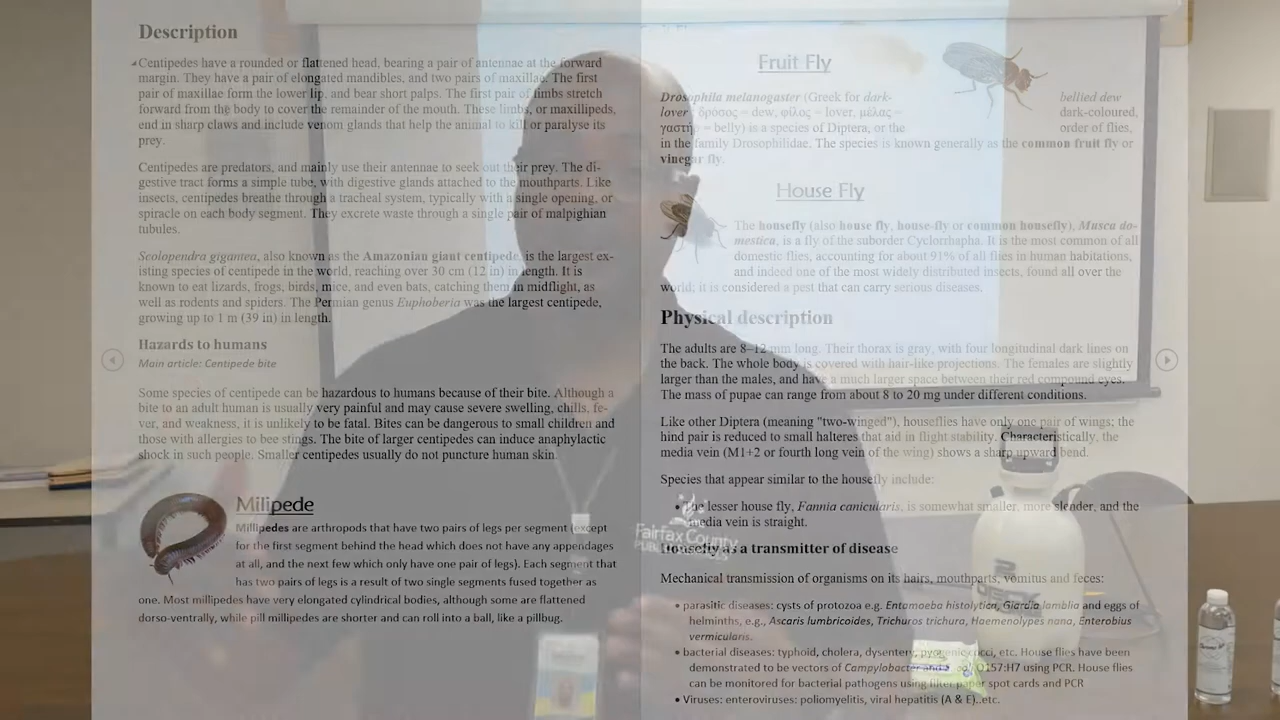 Description
Centipedes have a rounded or flattened head, bearing a pair of antennae at the forward
margin. They have a pair of elongated mandibles, and two pairs of maxillae. The first
pair of maxillae form the lower lip, and bear short palps. The first pair of limbs stretch
forward from the body to cover the remainder of the mouth. These limbs, or maxillipeds,
end in sharp claws and include venom glands that help the animal to kill or paralyse its
prey.
Centipedes are predators, and mainly use their antennae to seek out their prey. The di-
gestive tract forms a simple tube, with digestive glands attached to the mouthparts. Like
insects, centipedes breathe through a tracheal system, typically with a single opening, or
spiracle on each body segment. They excrete waste through a single pair of malpighian
tubules.
Scolopendra gigantea, also known as the Amazonian giant centipede, is the largest ex-
isting species of centipede in the world, reaching over 30 cm (12 in) in length. It is
known to eat lizards, frogs, birds, mice, and even bats, catching them in midflight, as
well as rodents and spiders. The Permian genus Euphoberia was the largest centipede,
growing up to 1 m (39 in) in length.
Hazards to humans
Main article: Centipede bite
Some species of centipede can be hazardous to humans because of their bite. Although a
bite to an adult human is usually very painful and may cause severe swelling, chills, fe-
ver, and weakness, it is unlikely to be fatal. Bites can be dangerous to small children and
those with allergies to bee stings. The bite of larger centipedes can induce anaphylactic
shock in such people. Smaller centipedes usually do not puncture human skin.
Milipede
Millipedes are arthropods that have two pairs of legs per segment (except
for the first segment behind the head which does not have any appendages
at all, and the next few which only have one pair of legs). Each segment that
has two pairs of legs is a result of two single segments fused together as
one. Most millipedes have very elongated cylindrical bodies, although some are flattened
dorso-ventrally, while pill millipedes are shorter and can roll into a ball, like a pillbug.
Fruit Fly
Drosophila melanogaster (Greek for dark-bellied dew
lover : δρόσος = dew, φίλος = lover, μέλας = dark-coloured,
γαστήρ = belly) is a species of Diptera, or the order of flies,
in the family Drosophilidae. The species is known generally as the common fruit fly or
vinegar fly.
House Fly
The housefly (also house fly, house-fly or common housefly), Musca do-
mestica, is a fly of the suborder Cyclorrhapha. It is the most common of all
domestic flies, accounting for about 91% of all flies in human habitations,
and indeed one of the most widely distributed insects, found all over the
world; it is considered a pest that can carry serious diseases.
Physical description
The adults are 8–12 mm long. Their thorax is gray, with four longitudinal dark lines on
the back. The whole body is covered with hair-like projections. The females are slightly
larger than the males, and have a much larger space between their red compound eyes.
The mass of pupae can range from about 8 to 20 mg under different conditions.
Like other Diptera (meaning "two-winged"), houseflies have only one pair of wings; the
hind pair is reduced to small halteres that aid in flight stability. Characteristically, the
media vein (M1+2 or fourth long vein of the wing) shows a sharp upward bend.
Species that appear similar to the housefly include:
• The lesser house fly, Fannia canicularis, is somewhat smaller, more slender, and the
media vein is straight.
Housefly as a transmitter of disease
Mechanical transmission of organisms on its hairs, mouthparts, vomitus and feces:
• parasitic diseases: cysts of protozoa e.g. Entamoeba histolytica, Giardia lamblia and eggs of
helminths, e.g., Ascaris lumbricoides, Trichuros trichura, Haemenolypes nana, Enterobius
vermicularis.
• bacterial diseases: typhoid, cholera, dysentery, pyogenic cocci, etc. House flies have been
demonstrated to be vectors of Campylobacter and E. coli O157:H7 using PCR. House flies
can be monitored for bacterial pathogens using filter paper spot cards and PCR
• Viruses: enteroviruses: poliomyelitis, viral hepatitis (A & E)..etc.
Fairfax County